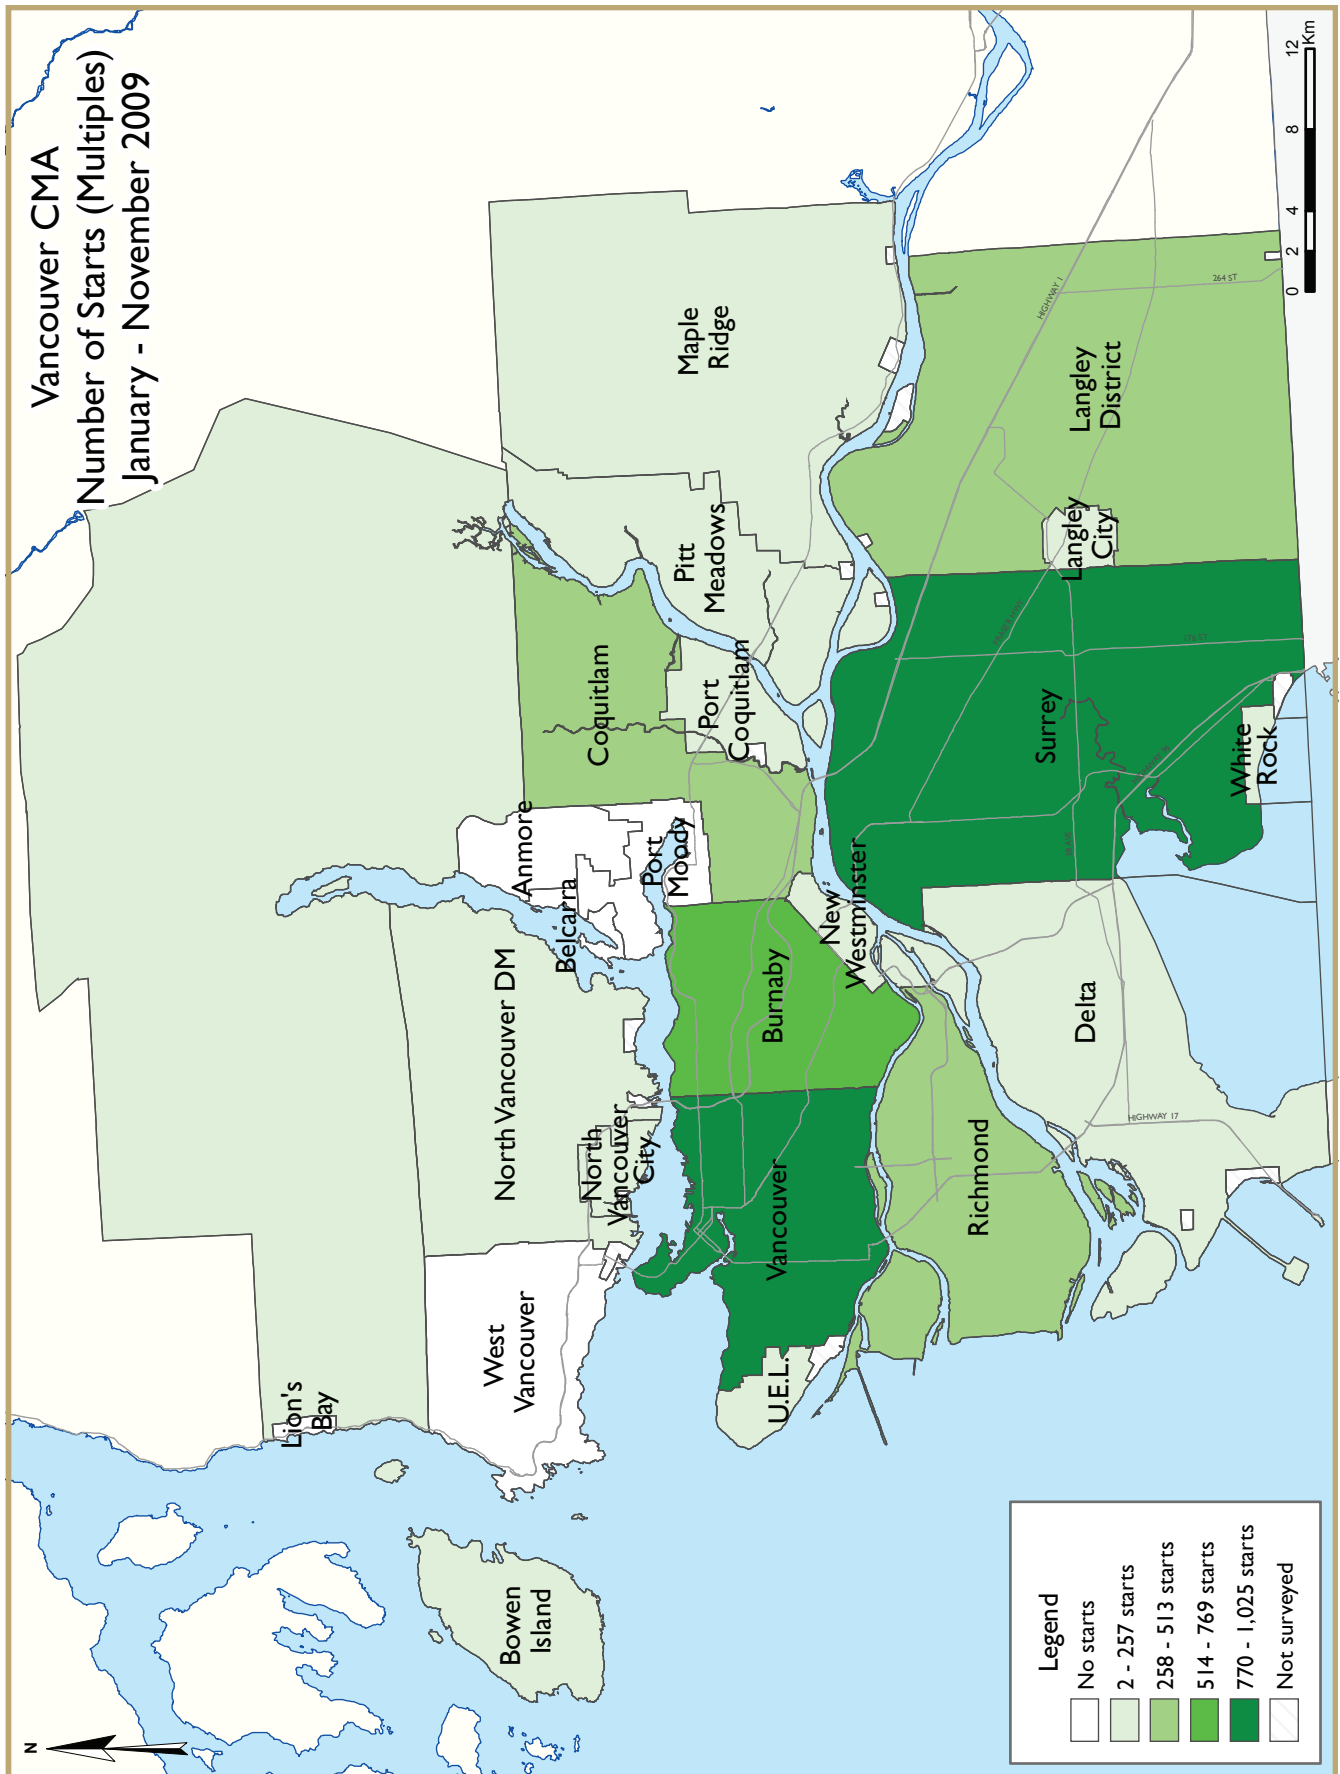 Vancouver CMA
Number of Starts (Multiples)
January - November 2009
N
Lion's
Bay
Bowen
Island
West
Vancouver
North Vancouver DM
North
Vancouver
City
Anmore
Belcarra
Port
Moody
Coquitlam
Port
Coquitlam
Pitt
Meadows
Maple
Ridge
U.E.L.
Vancouver
Burnaby
New
Westminster
Richmond
Delta
Surrey
White
Rock
Langley
City
Langley
District
HIGHWAY 1
264 ST
176 ST
HIGHWAY 17
Legend
No starts
2 - 257 starts
258 - 513 starts
514 - 769 starts
770 - 1,025 starts
Not surveyed
0 2 4 8 12
Km